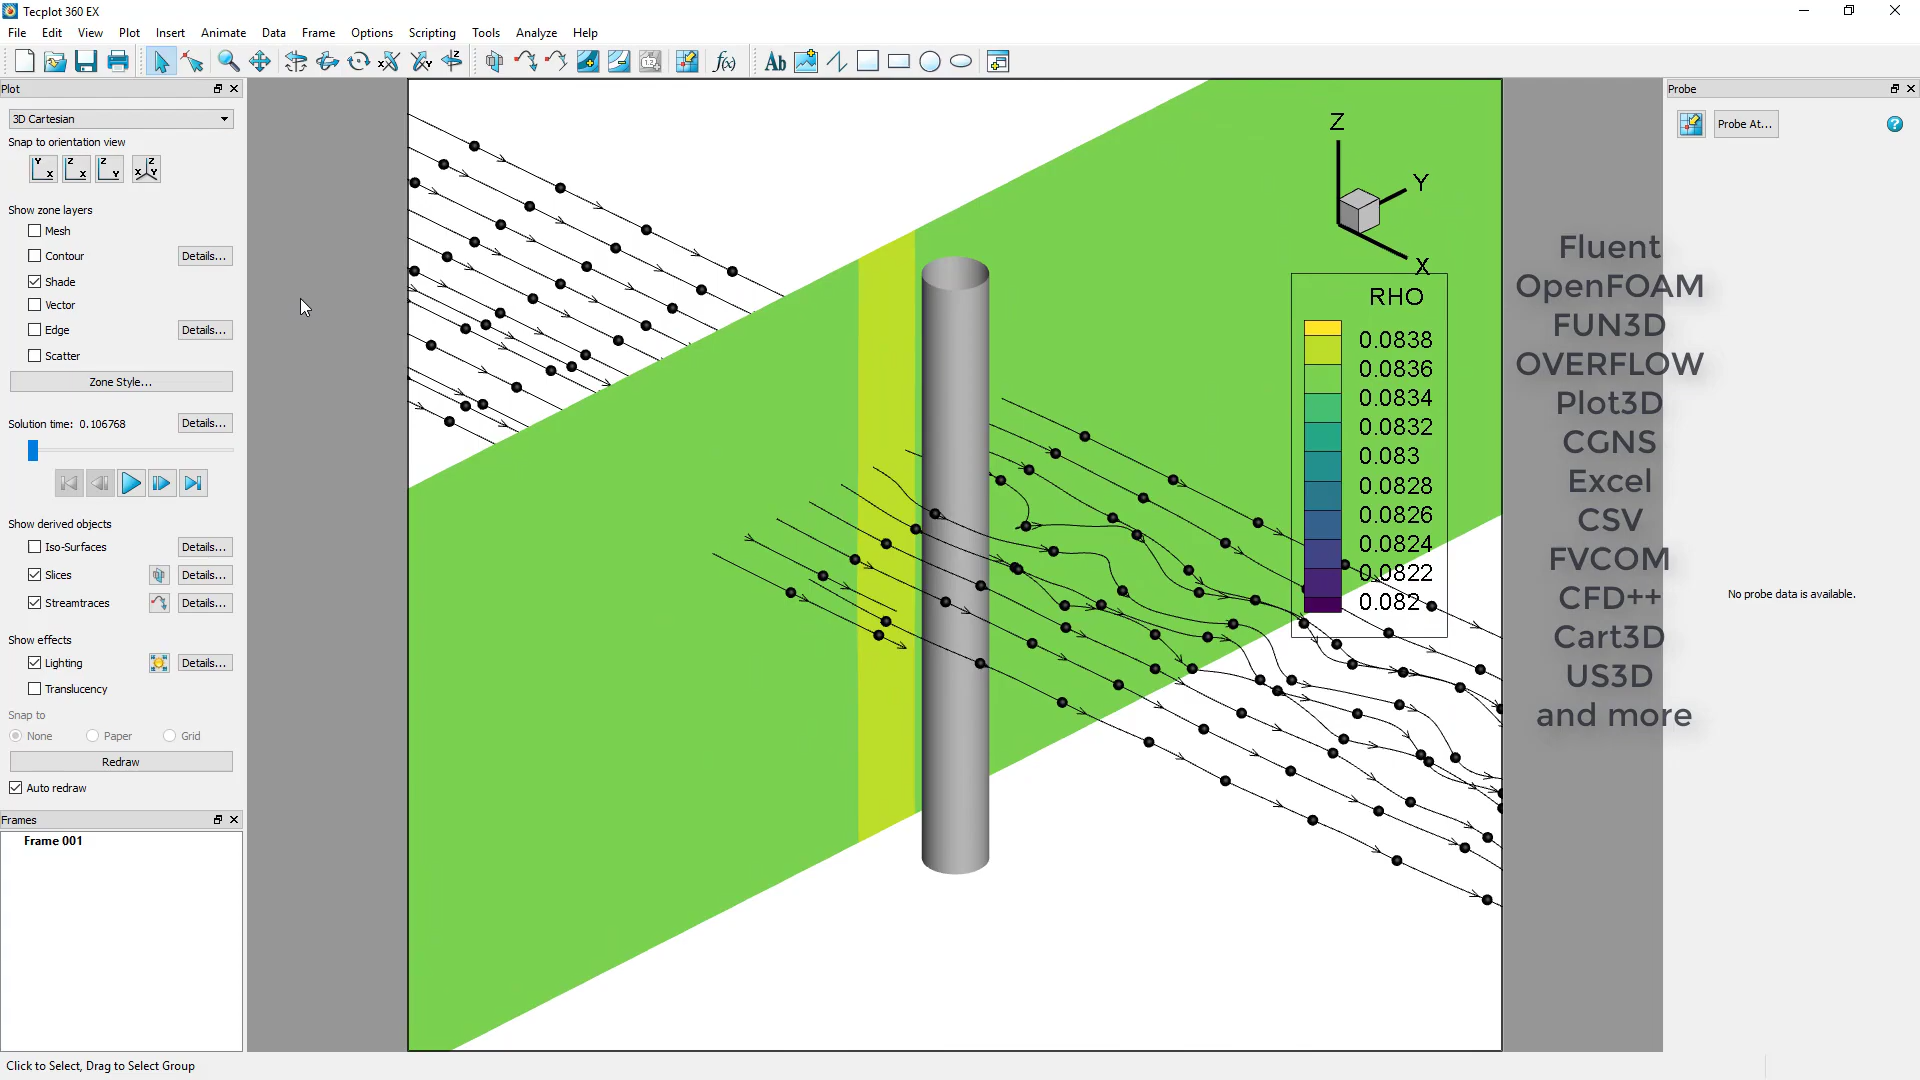 Tecplot 360 EX
File Edit View Plot Insert Animate Data Frame Options Scripting Tools Analyze Help
1.2
f(x)
Ab
Plot
3D Cartesian
Snap to orientation view
Y X Z X Z Y Z X Y
Show zone layers
Mesh
Contour Details...
Shade
Vector
Edge Details...
Scatter
Zone Style...
Solution time: 0.106768 Details...
Show derived objects
Iso-Surfaces Details...
Slices Details...
Streamtraces Details...
Show effects
Lighting Details...
Translucency
Snap to
None Paper Grid
Redraw
Auto redraw
Frames
Frame 001
Z
Y
X
RHO
0.0838
0.0836
0.0834
0.0832
0.083
0.0828
0.0826
0.0824
0.0822
0.082
Fluent
OpenFOAM
FUN3D
OVERFLOW
Plot3D
CGNS
Excel
CSV
FVCOM
CFD++
Cart3D
US3D
and more
Probe
Probe At...
?
No probe data is available.
Click to Select, Drag to Select Group